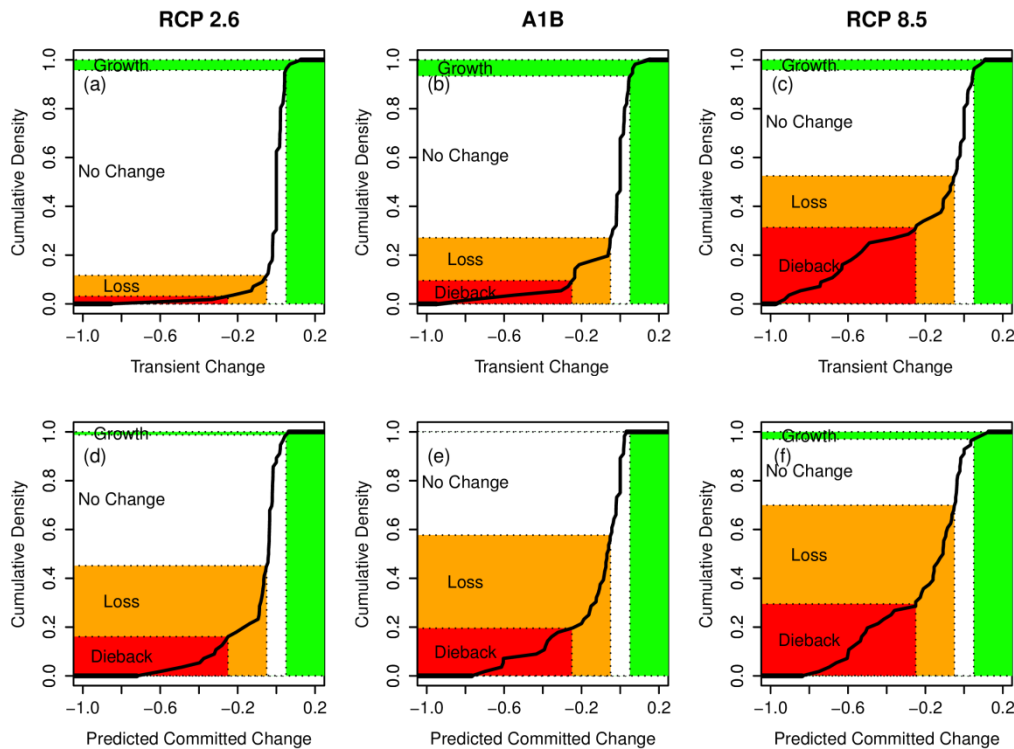 RCP 2.6
A1B
RCP 8.5
Cumulative Density
0.0 0.2 0.4 0.6 0.8 1.0
Growth
(a)
No Change
Loss
−1.0 −0.6 −0.2 0.2
Transient Change
Cumulative Density
0.0 0.2 0.4 0.6 0.8 1.0
Growth
(b)
No Change
Loss
Dieback
−1.0 −0.6 −0.2 0.2
Transient Change
Cumulative Density
0.0 0.2 0.4 0.6 0.8 1.0
Growth
(c)
No Change
Loss
Dieback
−1.0 −0.6 −0.2 0.2
Transient Change
Cumulative Density
0.0 0.2 0.4 0.6 0.8 1.0
Growth
(d)
No Change
Loss
Dieback
−1.0 −0.6 −0.2 0.2
Predicted Committed Change
Cumulative Density
0.0 0.2 0.4 0.6 0.8 1.0
(e)
No Change
Loss
Dieback
−1.0 −0.6 −0.2 0.2
Predicted Committed Change
Cumulative Density
0.0 0.2 0.4 0.6 0.8 1.0
Growth
(f)
No Change
Loss
Dieback
−1.0 −0.6 −0.2 0.2
Predicted Committed Change